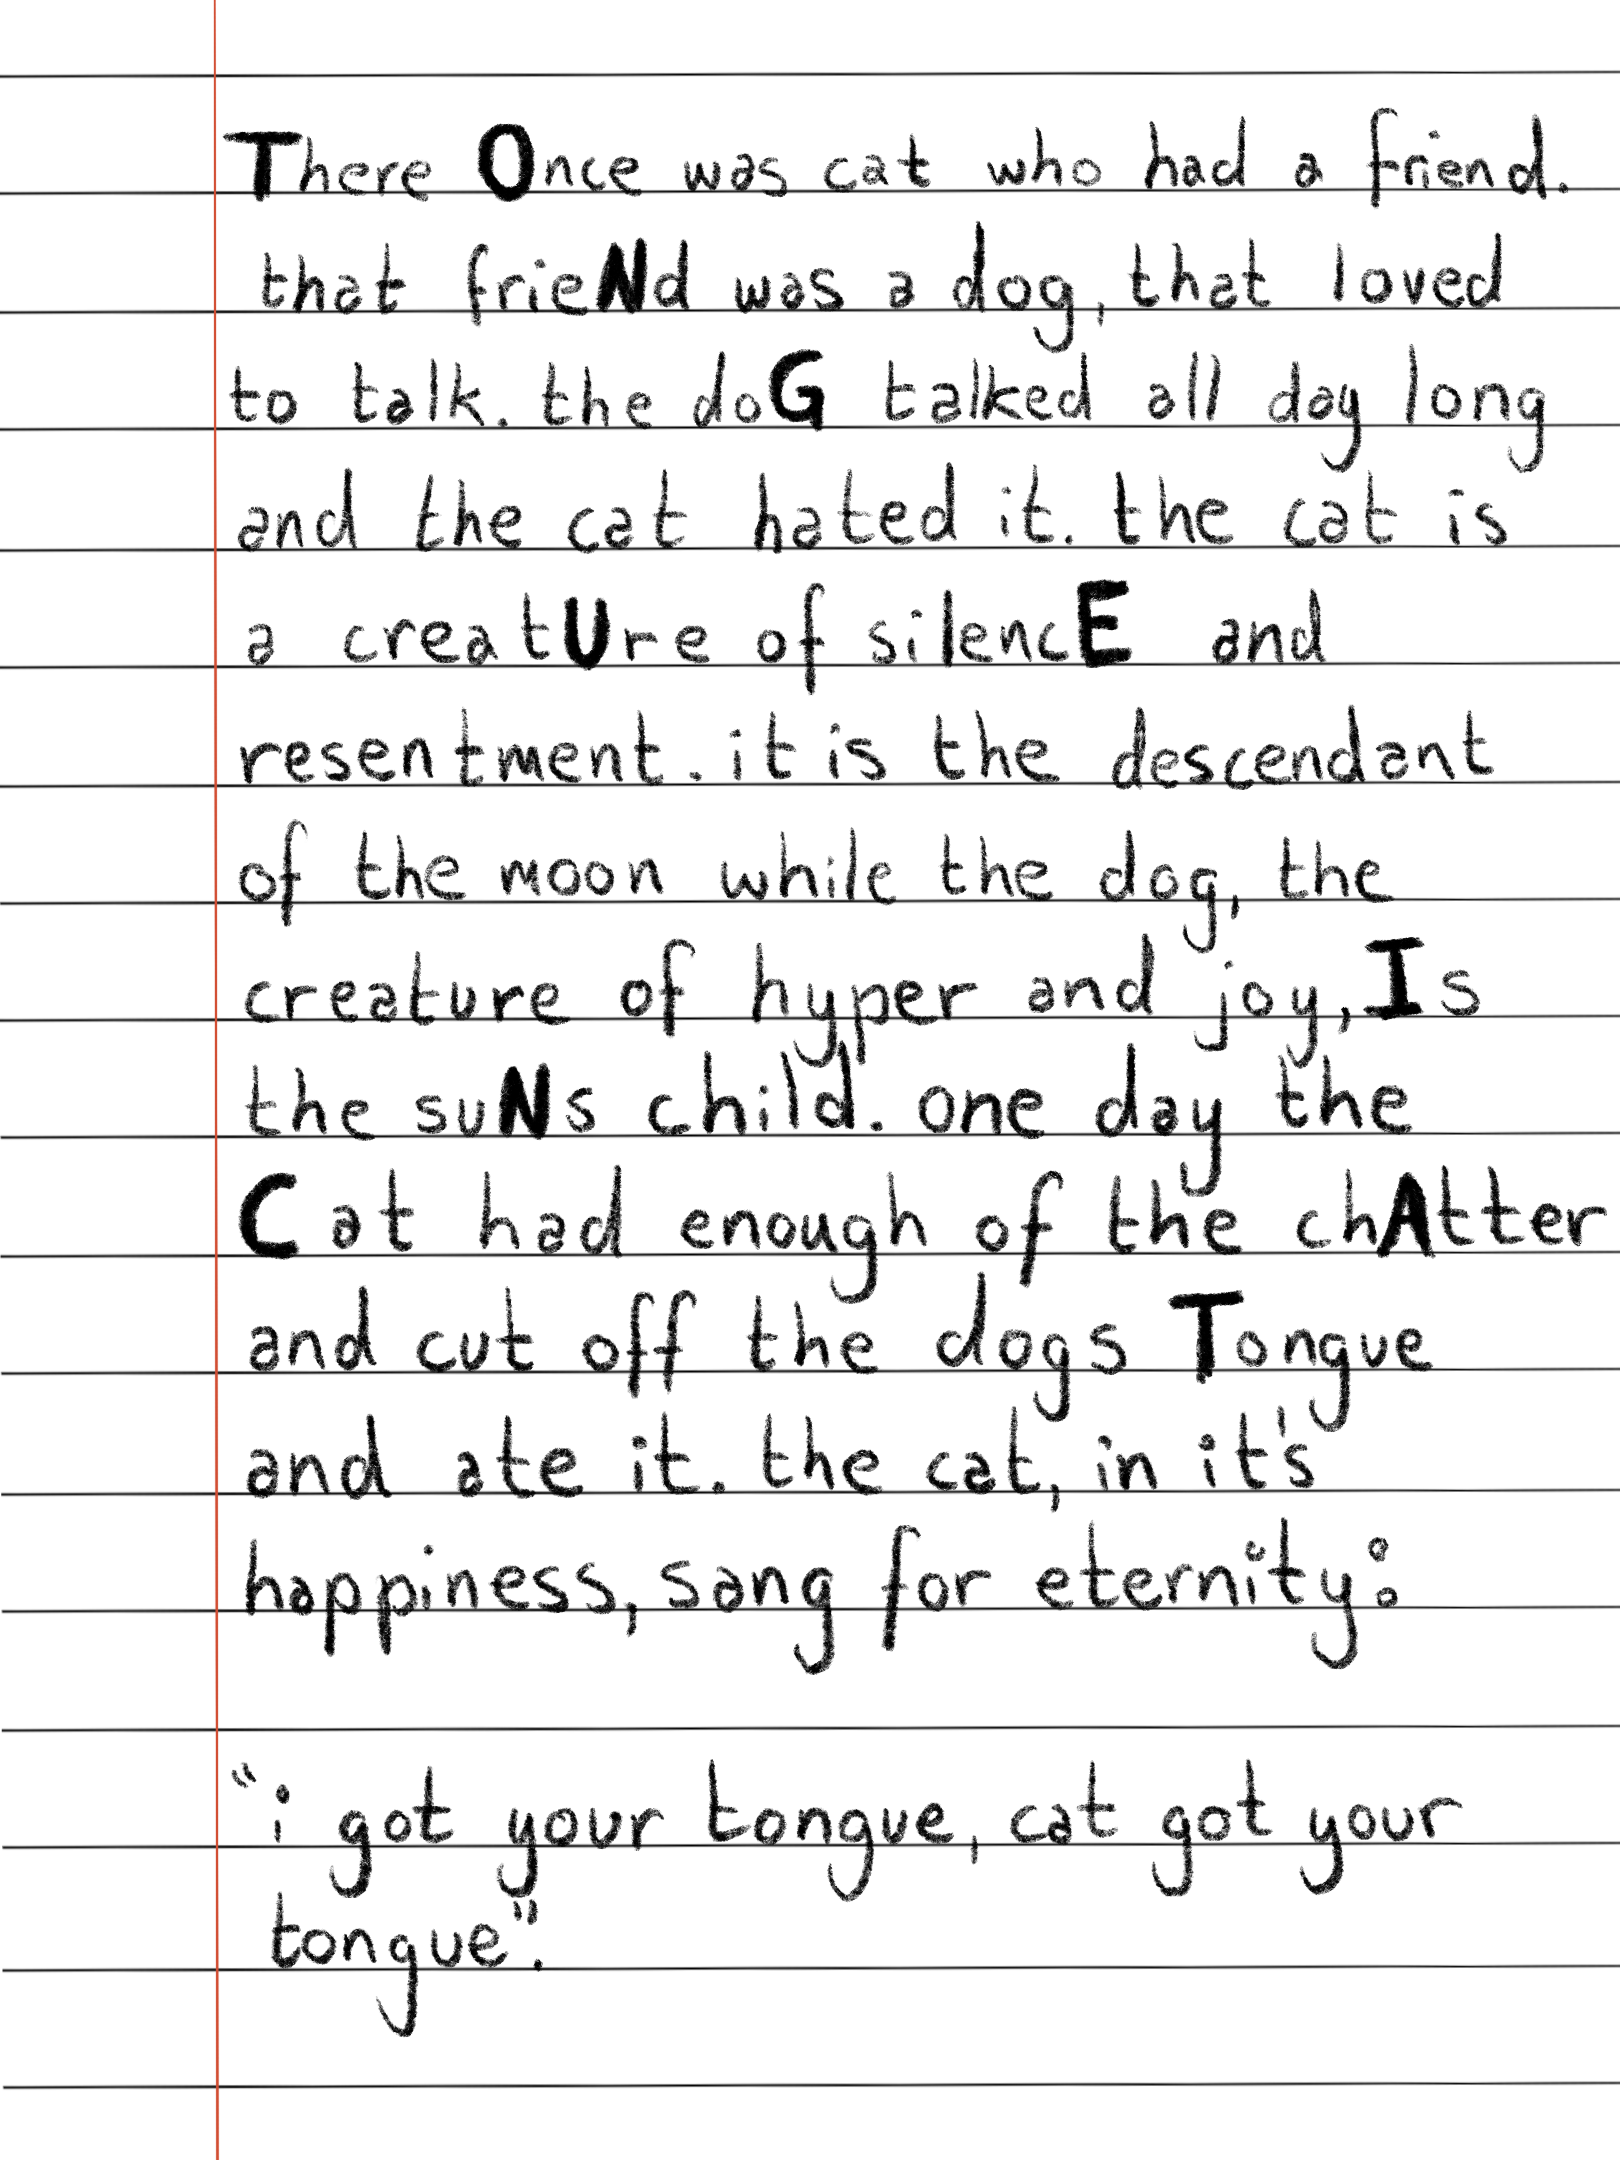 There Once was cat who had a friend.
that frieNd was a dog, that loved
to talk. the doG talked all day long
and the cat hated it. the cat is
a creatUre of silencE and
resentment. it is the descendant
of the moon while the dog, the
creature of hyper and joy, Is
the suNs child. one day the
Cat had enough of the chAtter
and cut off the dogs Tongue
and ate it. the cat, in it's
happiness, sang for eternity:
"i got your tongue, cat got your
tongue".